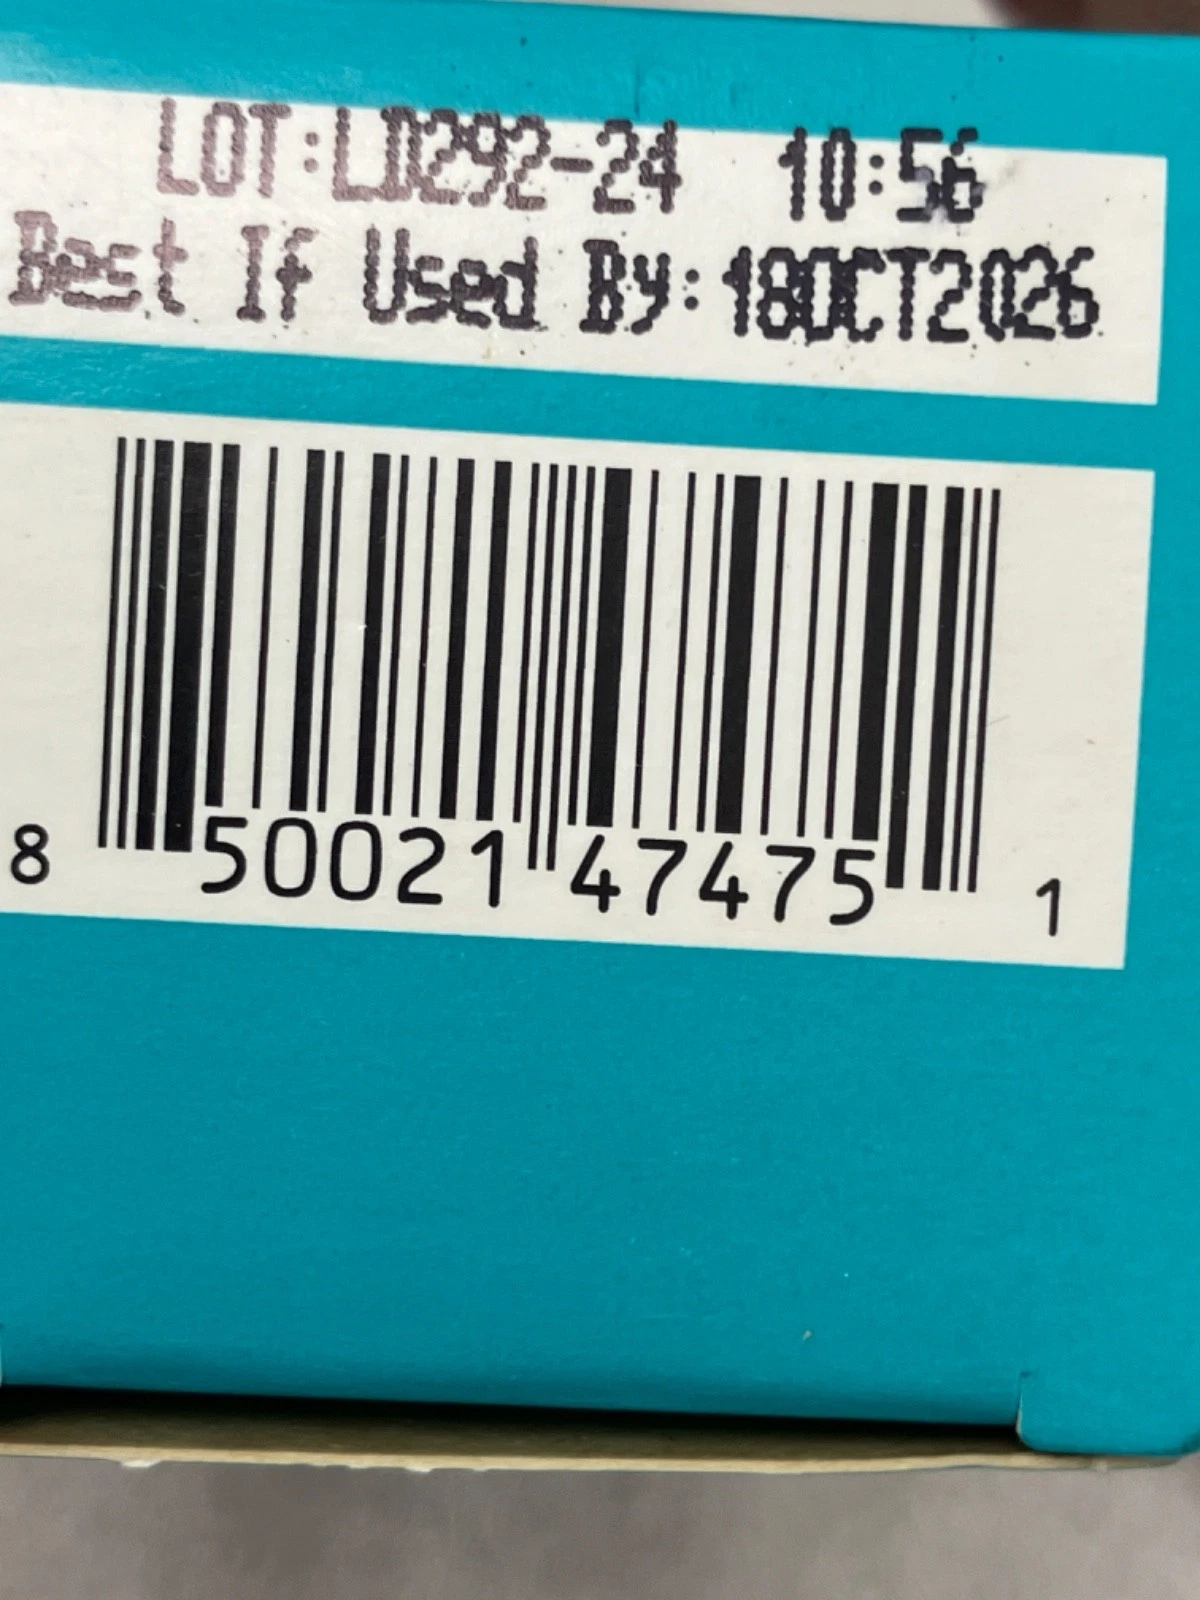 LOT:LD292-24 10:56
Best If Used By:18OCT2026
8 50021 47475 1